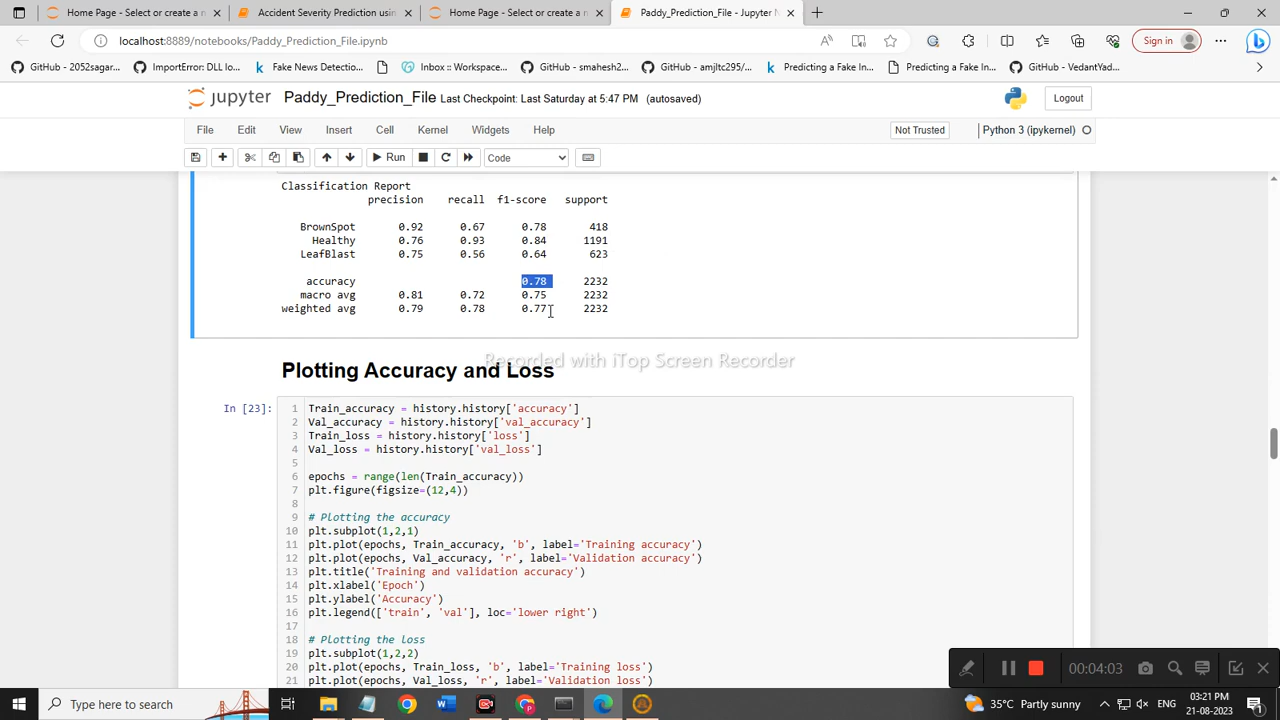 Home Page - Select or create a n
Accident Severity Prediction usin
Home Page - Select or create a n
Paddy_Prediction_File - Jupyter N
localhost:8889/notebooks/Paddy_Prediction_File.ipynb
Sign in
GitHub - 2052sagar...
ImportError: DLL lo...
Fake News Detectio...
Inbox :: Workspace...
GitHub - smahesh2...
GitHub - amjltc295/...
Predicting a Fake In...
Predicting a Fake In...
GitHub - VedantYad...
jupyter Paddy_Prediction_File Last Checkpoint: Last Saturday at 5:47 PM (autosaved)
Logout
File Edit View Insert Cell Kernel Widgets Help
Not Trusted
Python 3 (ipykernel)
Run
Code
Classification Report
precision recall f1-score support
BrownSpot 0.92 0.67 0.78 418
Healthy 0.76 0.93 0.84 1191
LeafBlast 0.75 0.56 0.64 623
accuracy 0.78 2232
macro avg 0.81 0.72 0.75 2232
weighted avg 0.79 0.78 0.77 2232
Recorded with iTop Screen Recorder
Plotting Accuracy and Loss
In [23]:
1 Train_accuracy = history.history['accuracy']
2 Val_accuracy = history.history['val_accuracy']
3 Train_loss = history.history['loss']
4 Val_loss = history.history['val_loss']
5
6 epochs = range(len(Train_accuracy))
7 plt.figure(figsize=(12,4))
8
9 # Plotting the accuracy
10 plt.subplot(1,2,1)
11 plt.plot(epochs, Train_accuracy, 'b', label='Training accuracy')
12 plt.plot(epochs, Val_accuracy, 'r', label='Validation accuracy')
13 plt.title('Training and validation accuracy')
14 plt.xlabel('Epoch')
15 plt.ylabel('Accuracy')
16 plt.legend(['train', 'val'], loc='lower right')
17
18 # Plotting the loss
19 plt.subplot(1,2,2)
20 plt.plot(epochs, Train_loss, 'b', label='Training loss')
21 plt.plot(epochs, Val_loss, 'r', label='Validation loss')
00:04:03
Type here to search
35°C Partly sunny
ENG
03:21 PM
21-08-2023